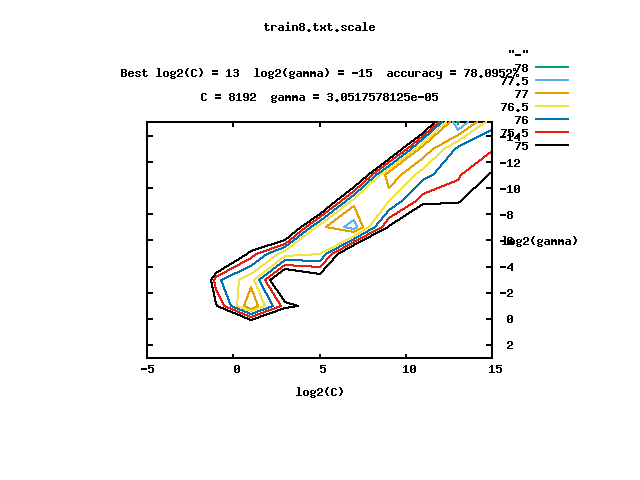 train8.txt.scale
"-"
Best log2(C) = 13 log2(gamma) = -15 accuracy = 78.0952%
78
77.5
C = 8192 gamma = 3.0517578125e-05
77
76.5
76
75.5
-14
75
-12
-10
-8
-6
log2(gamma)
-4
-2
0
2
-5 0 5 10 15
log2(C)